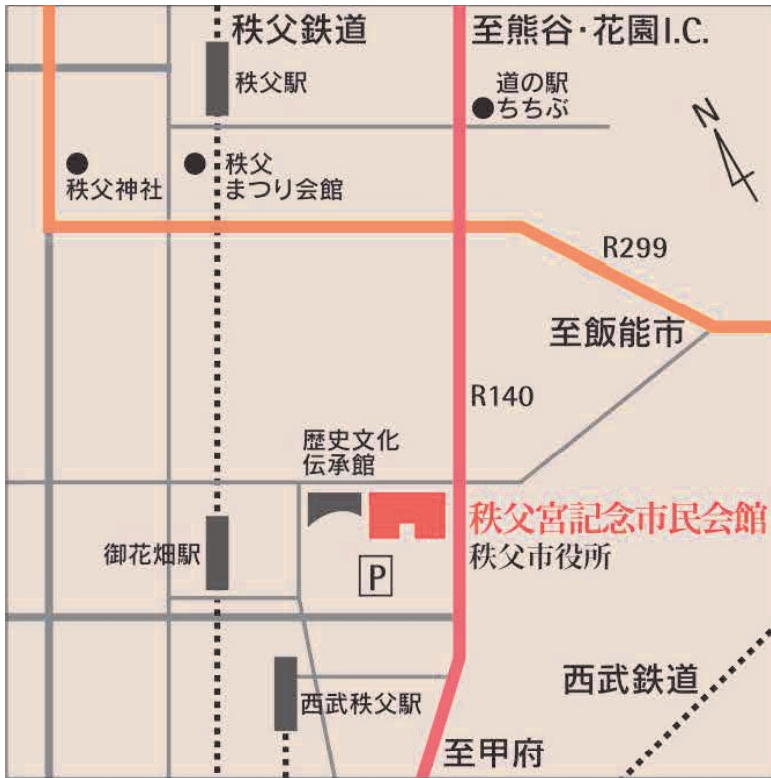 秩父鉄道
至熊谷・花園I.C.
秩父駅
道の駅
ちちぶ
N
秩父神社
秩父
まつり会館
R299
至飯能市
R140
歴史文化
伝承館
秩父宮記念市民会館
秩父市役所
御花畑駅
P
西武秩父駅
西武鉄道
至甲府